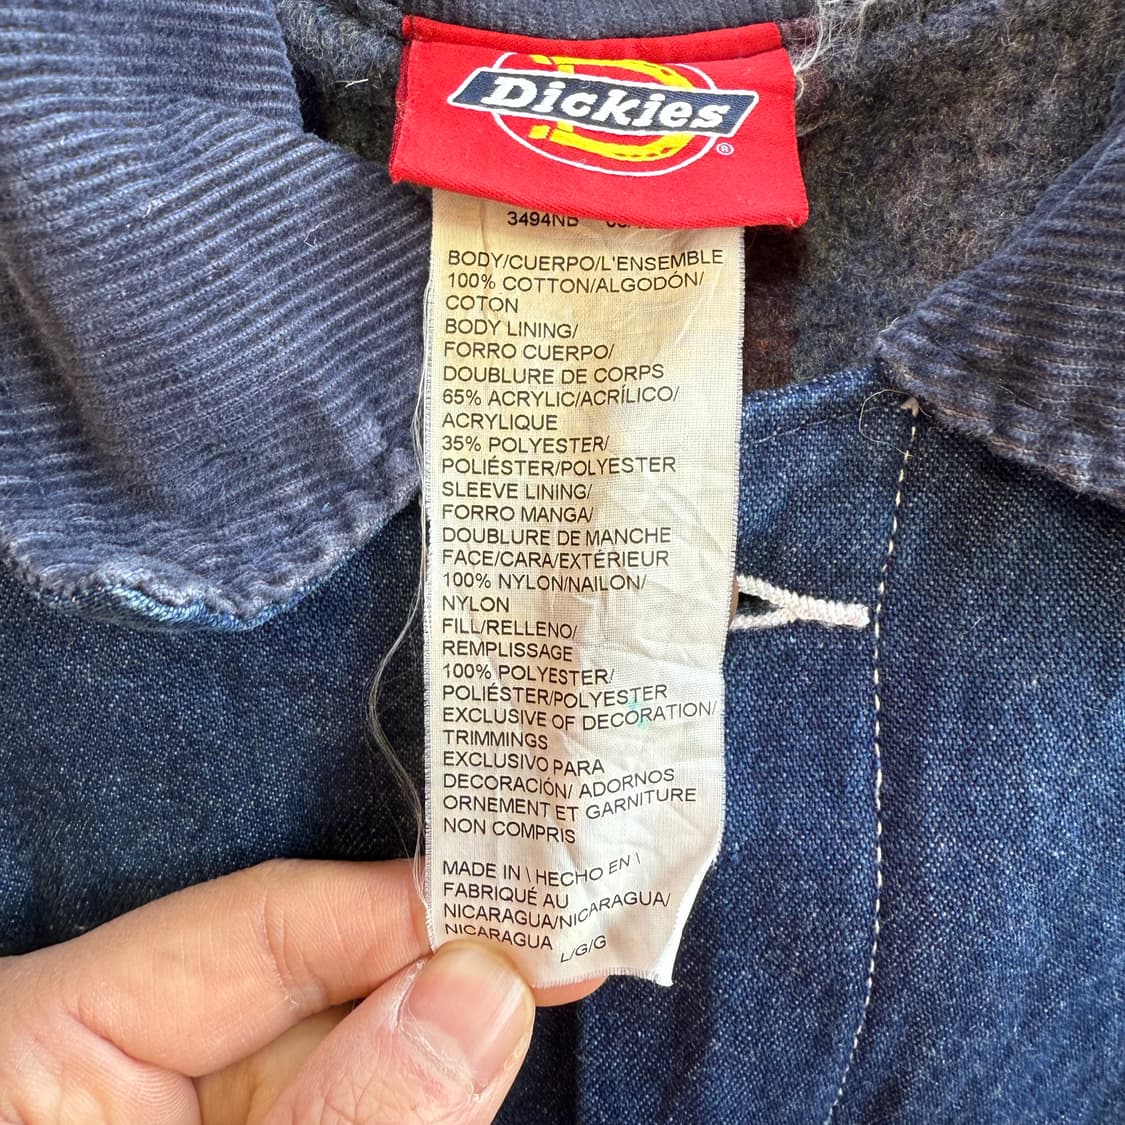 Dickies
®
3494NB
BODY/CUERPO/L'ENSEMBLE
100% COTTON/ALGODÓN/
COTON
BODY LINING/
FORRO CUERPO/
DOUBLURE DE CORPS
65% ACRYLIC/ACRÍLICO/
ACRYLIQUE
35% POLYESTER/
POLIÉSTER/POLYESTER
SLEEVE LINING/
FORRO MANGA/
DOUBLURE DE MANCHE
FACE/CARA/EXTÉRIEUR
100% NYLON/NAILON/
NYLON
FILL/RELLENO/
REMPLISSAGE
100% POLYESTER/
POLIÉSTER/POLYESTER
EXCLUSIVE OF DECORATION/
TRIMMINGS
EXCLUSIVO PARA
DECORACIÓN/ ADORNOS
ORNEMENT ET GARNITURE
NON COMPRIS
MADE IN \ HECHO EN \
FABRIQUÉ AU
NICARAGUA/NICARAGUA/
NICARAGUA L/G/G